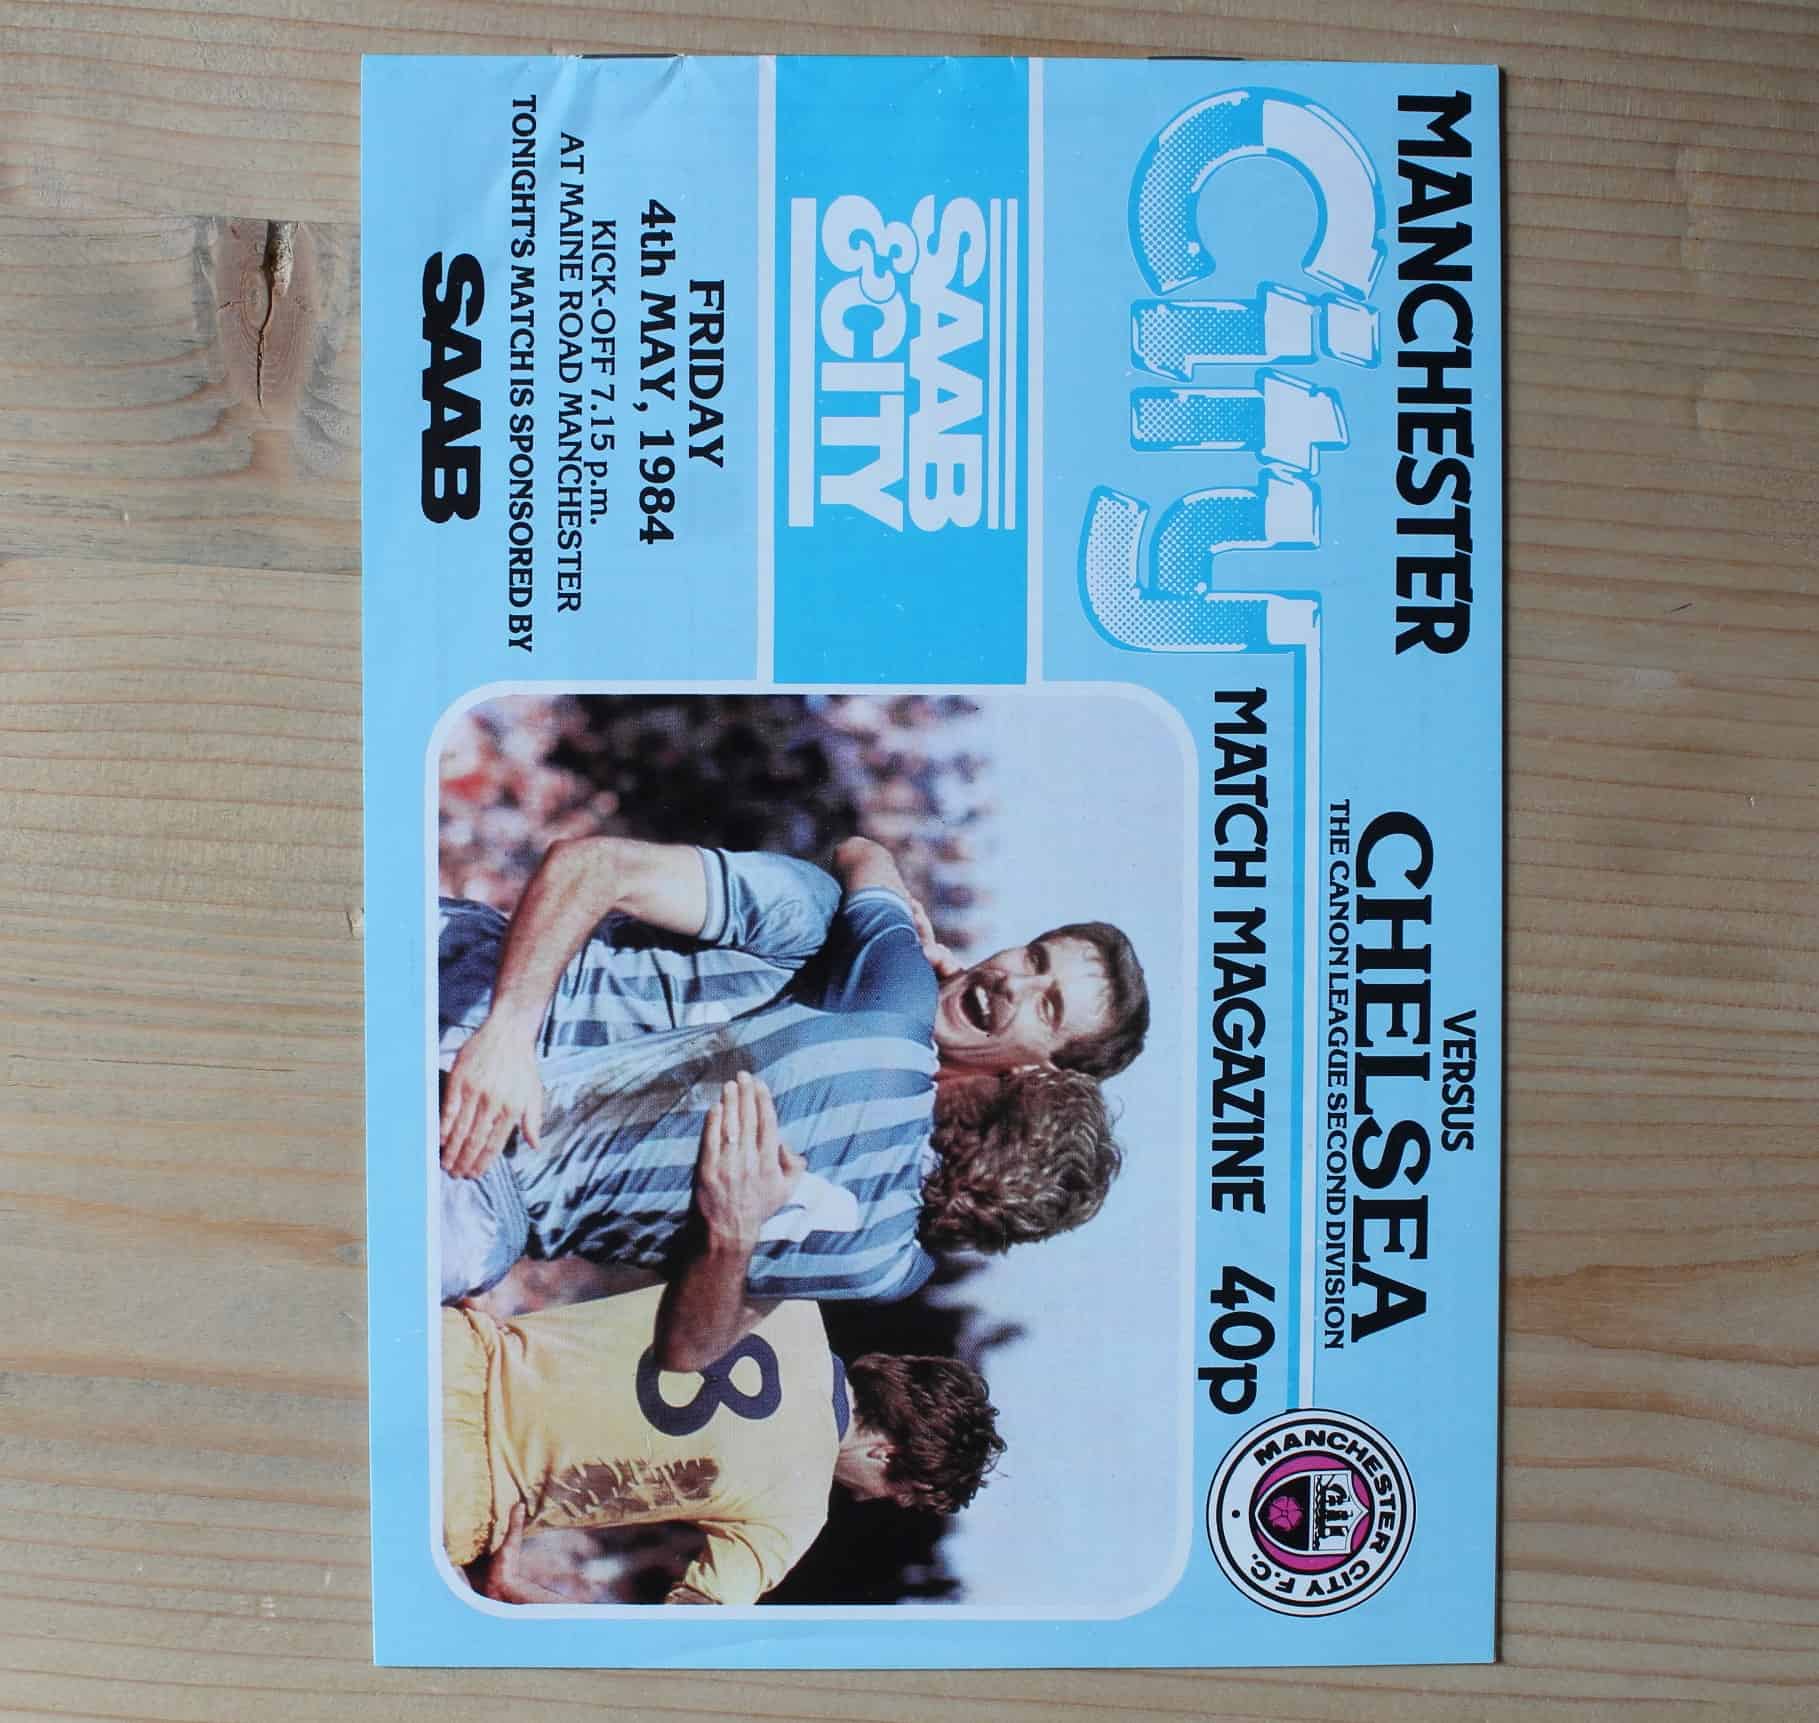 MANCHESTER
City
VERSUS
CHELSEA
THE CANON LEAGUE SECOND DIVISION
MATCH MAGAZINE 40p
MANCHESTER CITY F.C.
SAAB
&CITY
FRIDAY
4th MAY, 1984
KICK-OFF 7.15 p.m.
AT MAINE ROAD MANCHESTER
TONIGHT'S MATCH IS SPONSORED BY
SAAB
8